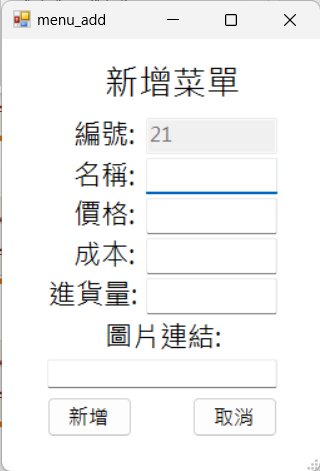 menu_add
新增菜單
編號: 21
名稱:
價格:
成本:
進貨量:
圖片連結:
新增 取消